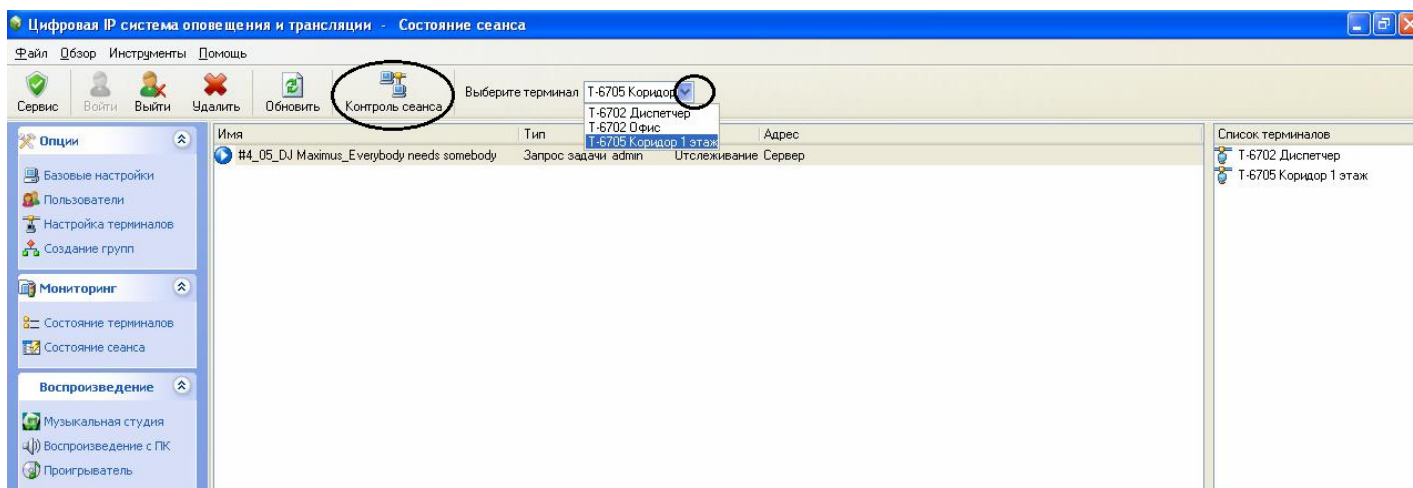 Цифровая IP система оповещения и трансляции - Состояние сеанса
Файл Обзор Инструменты Помощь
Сервис Войти Выйти Удалить Обновить Контроль сеанса Выберите терминал T-6705 Коридор
T-6702 Диспетчер
T-6702 Офис
T-6705 Коридор 1 этаж
Опции
Базовые настройки
Пользователи
Настройка терминалов
Создание групп
Мониторинг
Состояние терминалов
Состояние сеанса
Воспроизведение
Музыкальная студия
Воспроизведение с ПК
Проигрыватель
Имя Тип Адрес
#4_05_DJ Maximus_Everybody needs somebody Запрос задачи admin Утслеживание Сервер
Список терминалов
T-6702 Диспетчер
T-6705 Коридор 1 этаж